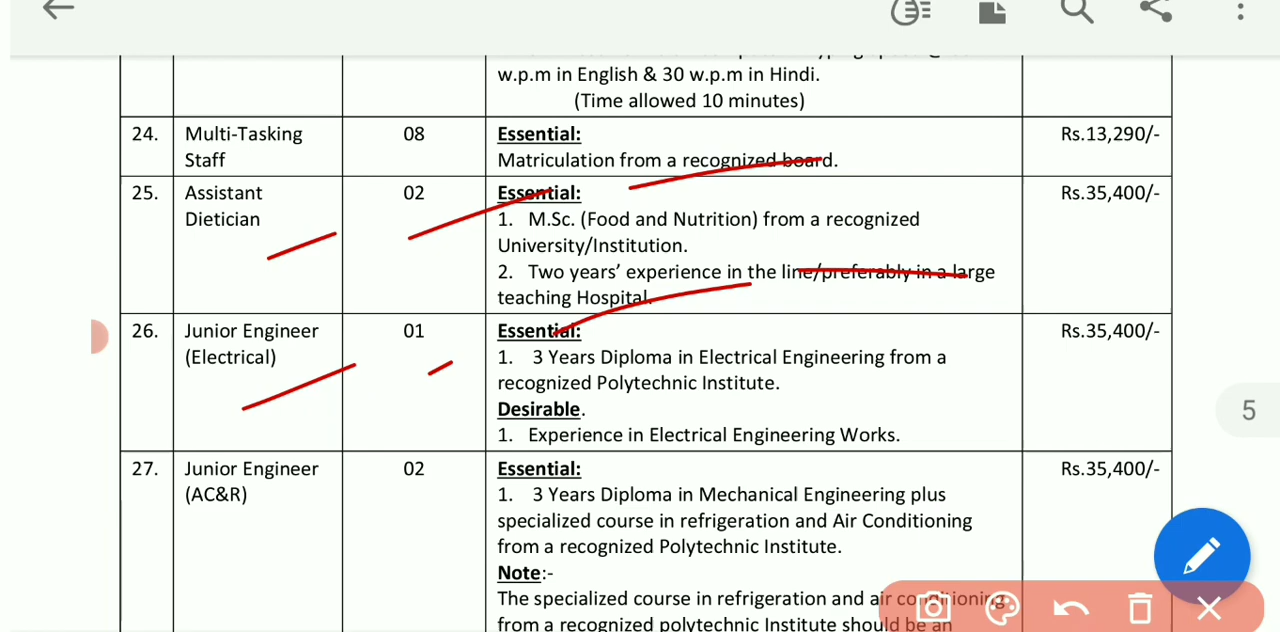 w.p.m in English & 30 w.p.m in Hindi.
(Time allowed 10 minutes)
24. Multi-Tasking Staff 08 Essential: Rs.13,290/-
Matriculation from a recognized board.
25. Assistant Dietician 02 Essential: Rs.35,400/-
1. M.Sc. (Food and Nutrition) from a recognized
University/Institution.
2. Two years' experience in the line/preferably in a large
teaching Hospital.
26. Junior Engineer (Electrical) 01 Essential: Rs.35,400/-
1. 3 Years Diploma in Electrical Engineering from a
recognized Polytechnic Institute.
Desirable.
1. Experience in Electrical Engineering Works.
5
27. Junior Engineer (AC&R) 02 Essential: Rs.35,400/-
1. 3 Years Diploma in Mechanical Engineering plus
specialized course in refrigeration and Air Conditioning
from a recognized Polytechnic Institute.
Note:-
The specialized course in refrigeration and air conditioning
from a recognized polytechnic Institute should be an